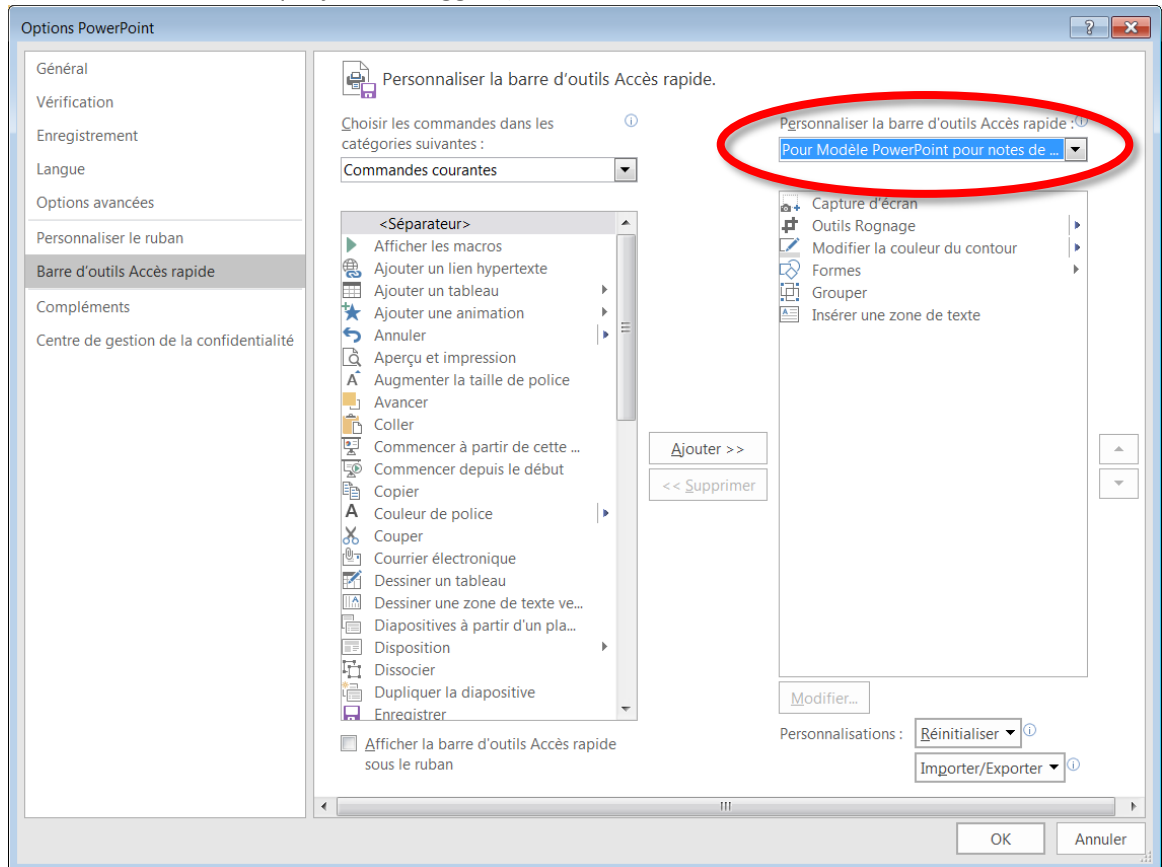 Options PowerPoint
Général
Vérification
Enregistrement
Langue
Options avancées
Personnaliser le ruban
Barre d'outils Accès rapide
Compléments
Centre de gestion de la confidentialité
Personnaliser la barre d'outils Accès rapide.
Choisir les commandes dans les
catégories suivantes :
Commandes courantes
<Séparateur>
Afficher les macros
Ajouter un lien hypertexte
Ajouter un tableau
Ajouter une animation
Annuler
Aperçu et impression
Augmenter la taille de police
Avancer
Coller
Commencer à partir de cette ...
Commencer depuis le début
Copier
Couleur de police
Couper
Courrier électronique
Dessiner un tableau
Dessiner une zone de texte ve...
Diapositives à partir d'un pla...
Disposition
Dissocier
Dupliquer la diapositive
Enregistrer
Afficher la barre d'outils Accès rapide
sous le ruban
Ajouter >>
<< Supprimer
Personnaliser la barre d'outils Accès rapide :
Pour Modèle PowerPoint pour notes de ...
Capture d'écran
Outils Rognage
Modifier la couleur du contour
Formes
Grouper
Insérer une zone de texte
Modifier...
Personnalisations :
Réinitialiser
Importer/Exporter
OK
Annuler